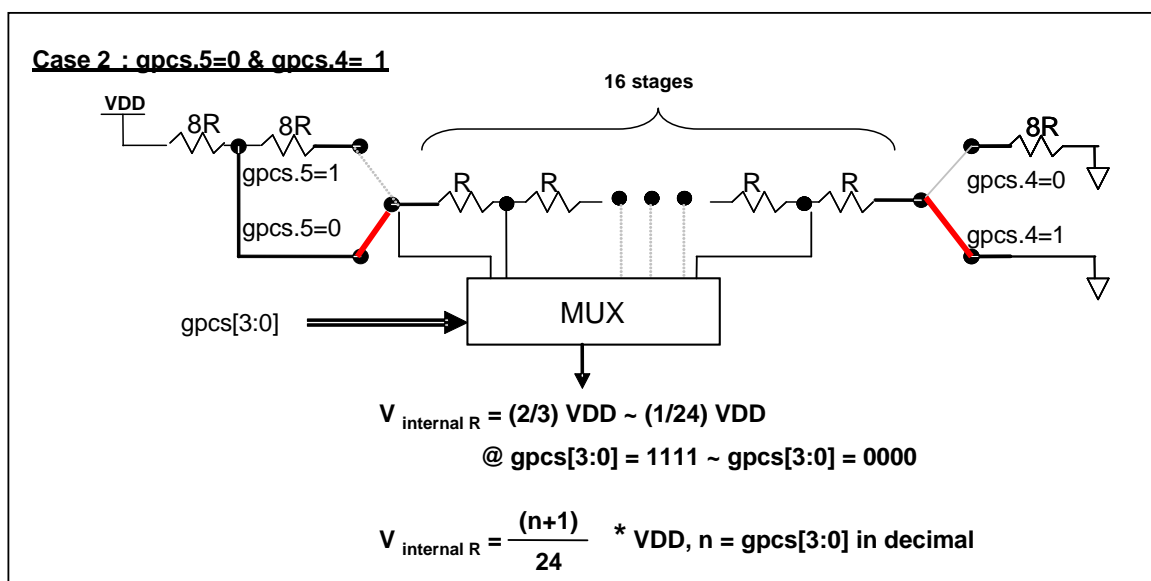 Case 2 : gpcs.5=0 & gpcs.4= 1
16 stages
VDD
8R
8R
8R
gpcs.5=1
R
R
R
R
gpcs.4=0
gpcs.5=0
gpcs.4=1
gpcs[3:0]
MUX
V internal R = (2/3) VDD ~ (1/24) VDD
@ gpcs[3:0] = 1111 ~ gpcs[3:0] = 0000
V internal R = (n+1) / 24 * VDD, n = gpcs[3:0] in decimal